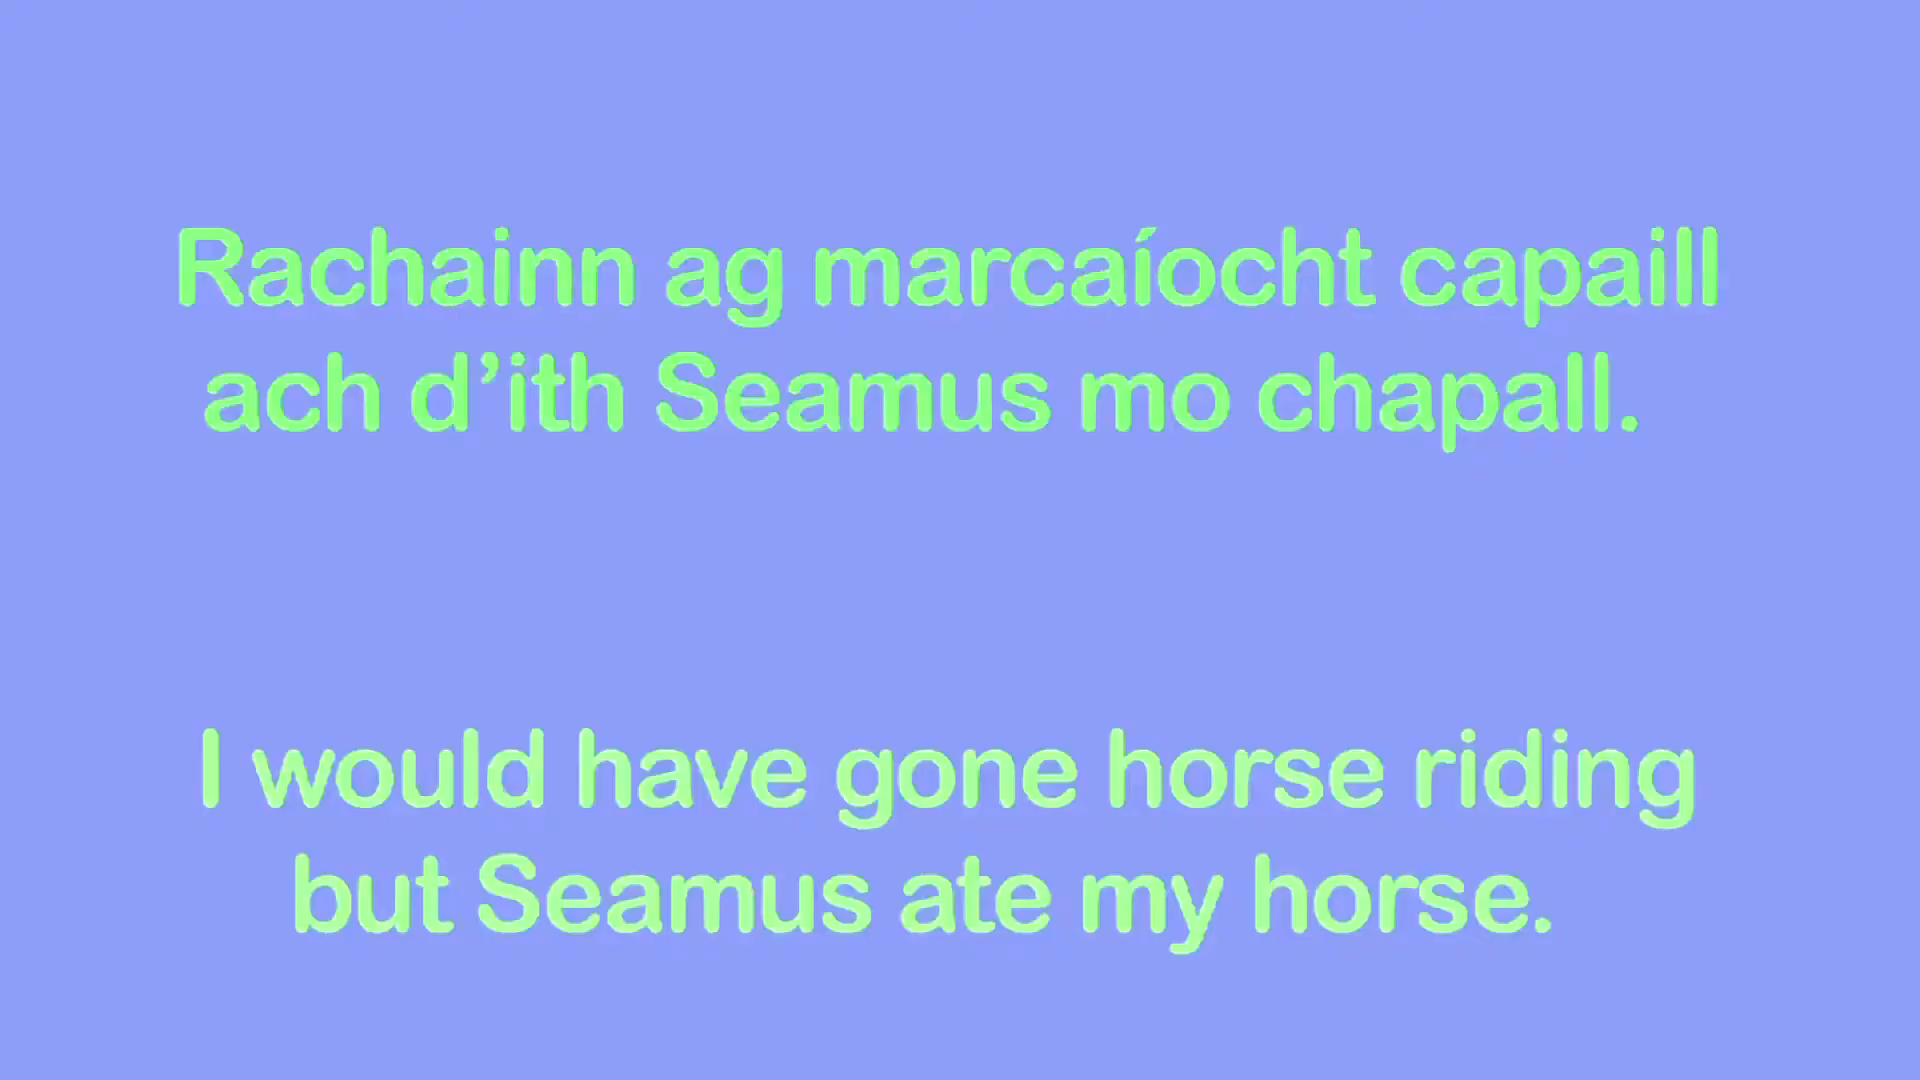 Rachainn ag marcaíocht capaill
ach d’ith Seamus mo chapall.
I would have gone horse riding
but Seamus ate my horse.